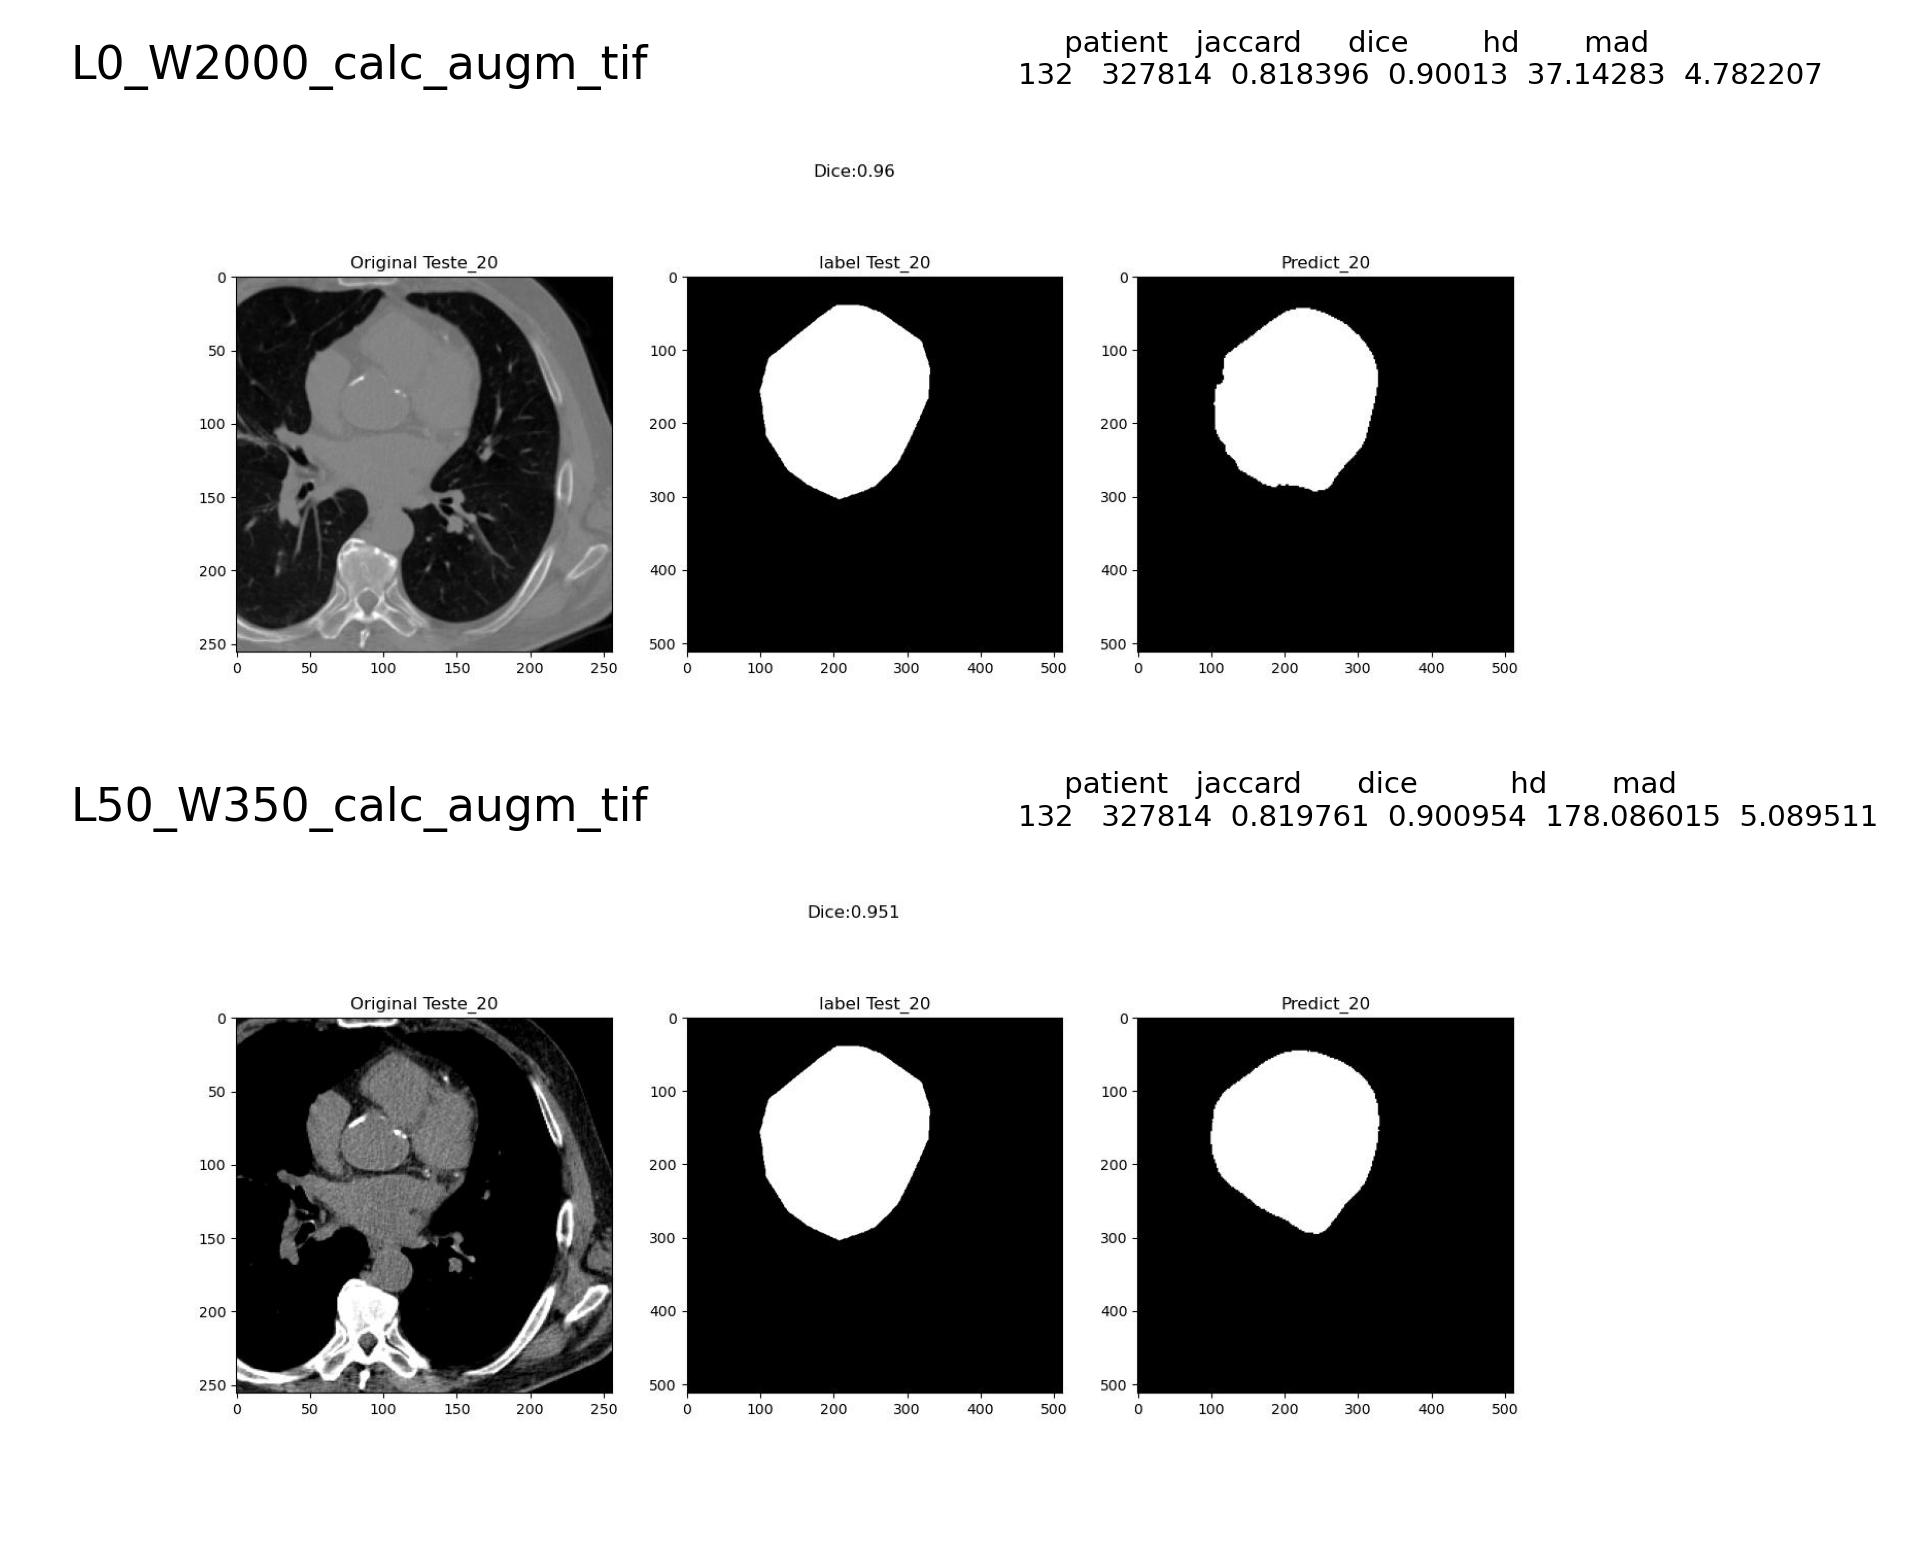 L0_W2000_calc_augm_tif
patient jaccard dice hd mad
132 327814 0.818396 0.90013 37.14283 4.782207
Dice:0.96
Original Teste_20
label Test_20
Predict_20
0
50
100
150
200
250
0 50 100 150 200 250
0
100
200
300
400
500
0 100 200 300 400 500
0
100
200
300
400
500
0 100 200 300 400 500
L50_W350_calc_augm_tif
patient jaccard dice hd mad
132 327814 0.819761 0.900954 178.086015 5.089511
Dice:0.951
Original Teste_20
label Test_20
Predict_20
0
50
100
150
200
250
0 50 100 150 200 250
0
100
200
300
400
500
0 100 200 300 400 500
0
100
200
300
400
500
0 100 200 300 400 500